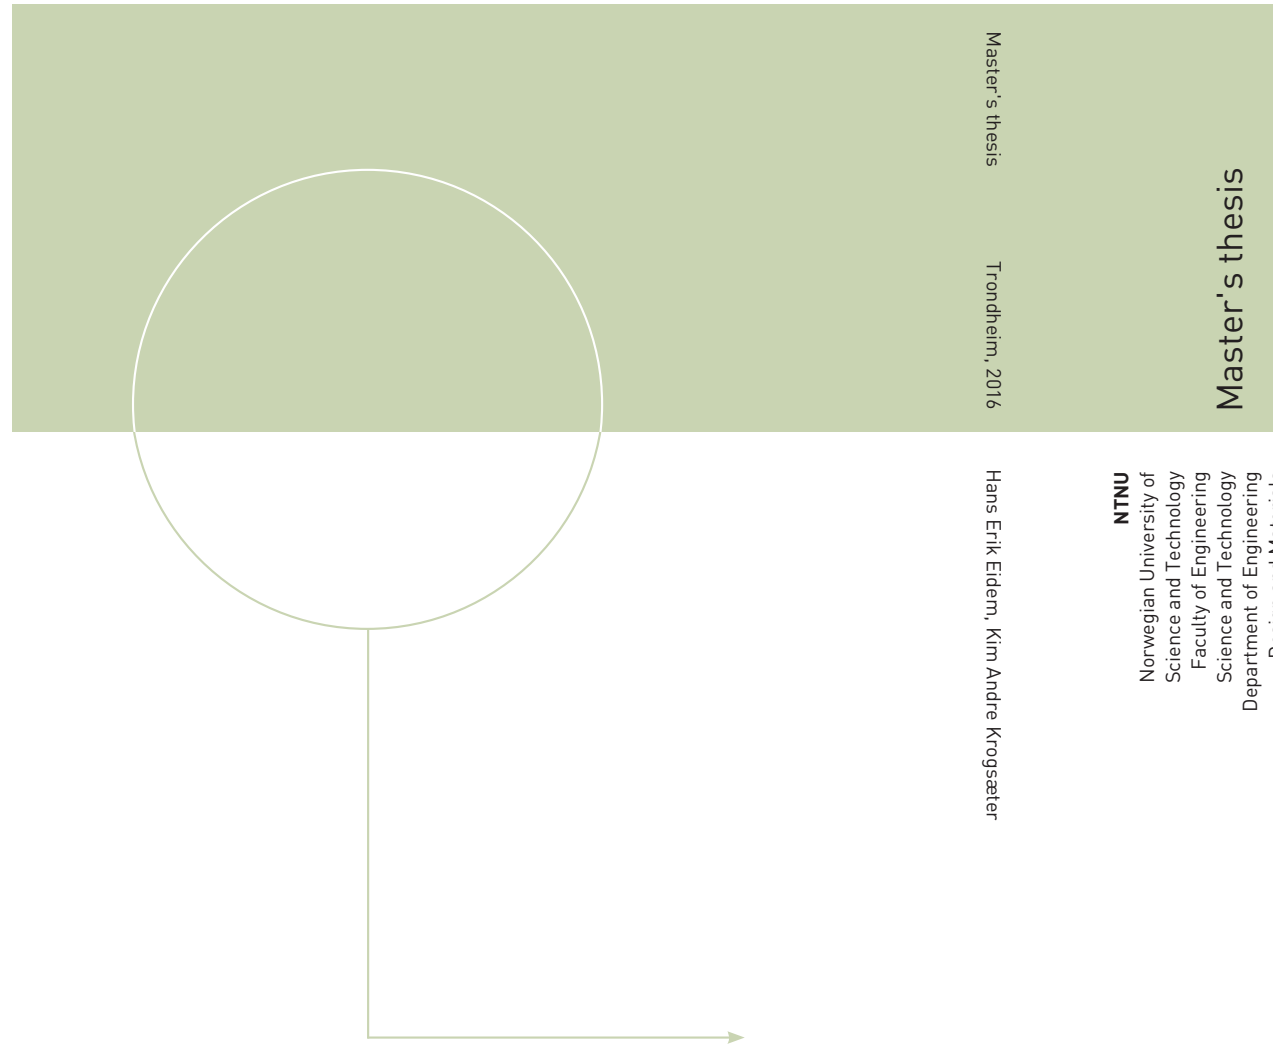 Master's thesis
Trondheim, 2016
Hans Erik Eidem, Kim Andre Krogsæter
Master's thesis
NTNU
Norwegian University of
Science and Technology
Faculty of Engineering
Science and Technology
Department of Engineering